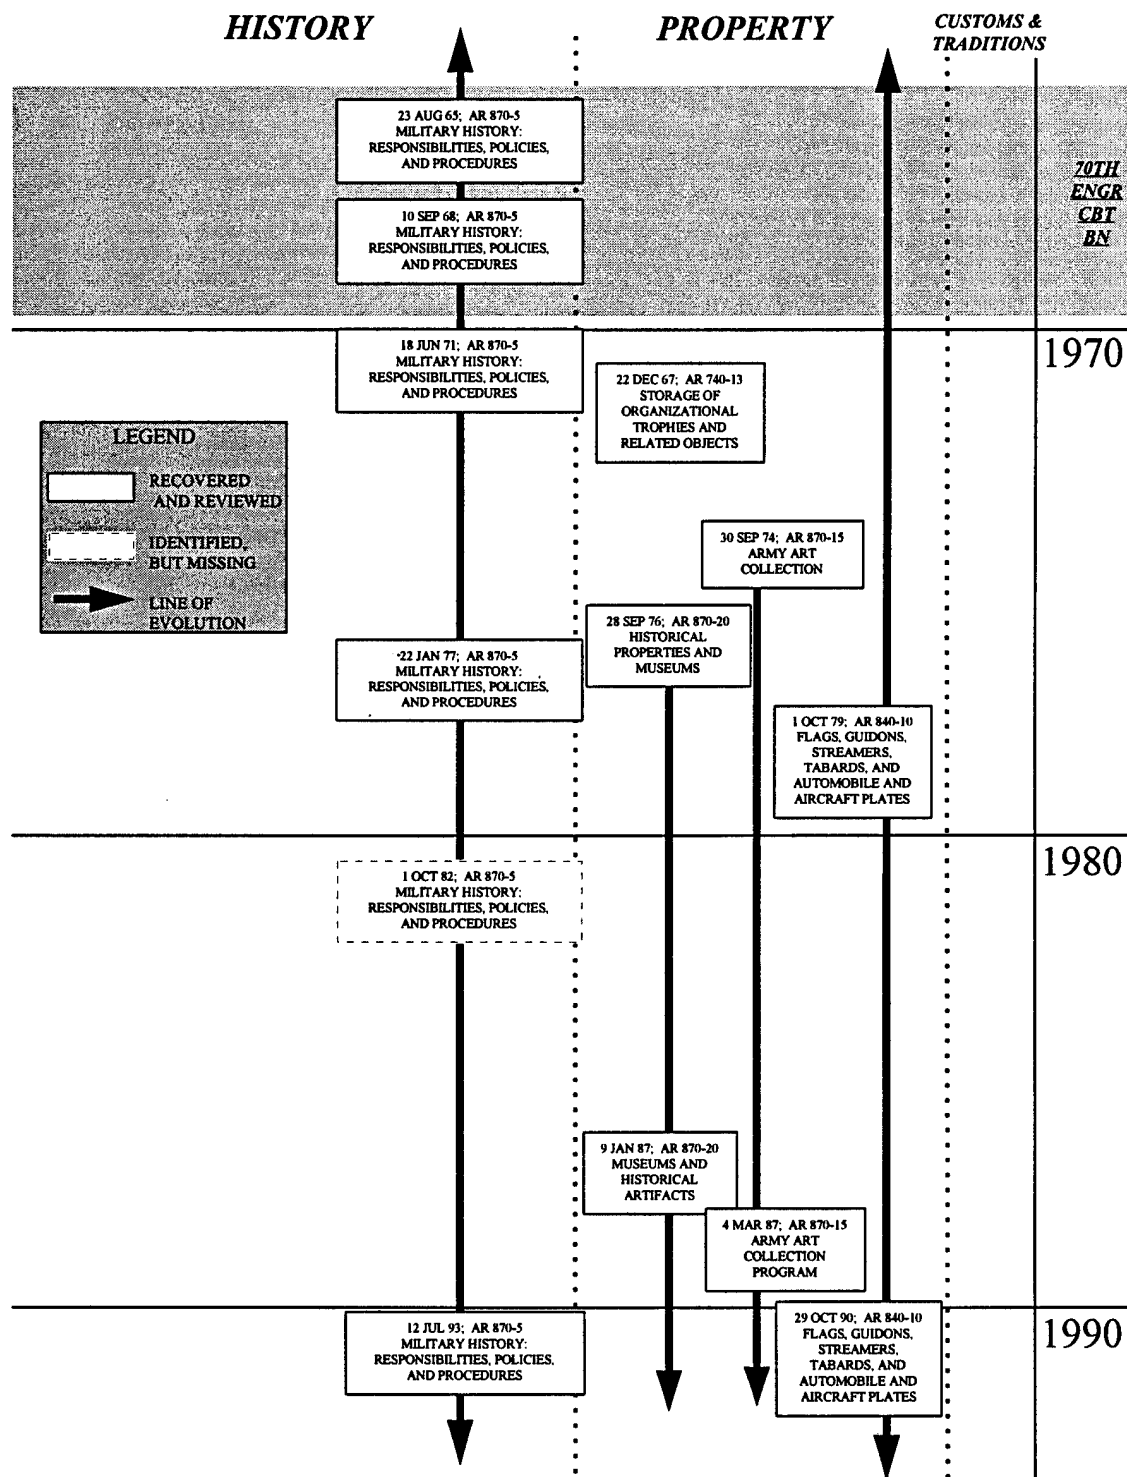 HISTORY
PROPERTY
CUSTOMS &
TRADITIONS
23 AUG 65; AR 870-5
MILITARY HISTORY:
RESPONSIBILITIES, POLICIES,
AND PROCEDURES
10 SEP 68; AR 870-5
MILITARY HISTORY:
RESPONSIBILITIES, POLICIES,
AND PROCEDURES
70TH
ENGR
CBT
BN
1970
18 JUN 71; AR 870-5
MILITARY HISTORY:
RESPONSIBILITIES, POLICIES,
AND PROCEDURES
22 DEC 67; AR 740-13
STORAGE OF
ORGANIZATIONAL
TROPHIES AND
RELATED OBJECTS
LEGEND
RECOVERED
AND REVIEWED
IDENTIFIED,
BUT MISSING
LINE OF
EVOLUTION
30 SEP 74; AR 870-15
ARMY ART
COLLECTION
28 SEP 76; AR 870-20
HISTORICAL
PROPERTIES AND
MUSEUMS
22 JAN 77; AR 870-5
MILITARY HISTORY:
RESPONSIBILITIES, POLICIES,
AND PROCEDURES
1 OCT 79; AR 840-10
FLAGS, GUIDONS,
STREAMERS,
TABARDS, AND
AUTOMOBILE AND
AIRCRAFT PLATES
1980
1 OCT 82; AR 870-5
MILITARY HISTORY:
RESPONSIBILITIES, POLICIES,
AND PROCEDURES
9 JAN 87; AR 870-20
MUSEUMS AND
HISTORICAL
ARTIFACTS
4 MAR 87; AR 870-15
ARMY ART
COLLECTION
PROGRAM
1990
12 JUL 93; AR 870-5
MILITARY HISTORY:
RESPONSIBILITIES, POLICIES,
AND PROCEDURES
29 OCT 90; AR 840-10
FLAGS, GUIDONS,
STREAMERS,
TABARDS, AND
AUTOMOBILE AND
AIRCRAFT PLATES